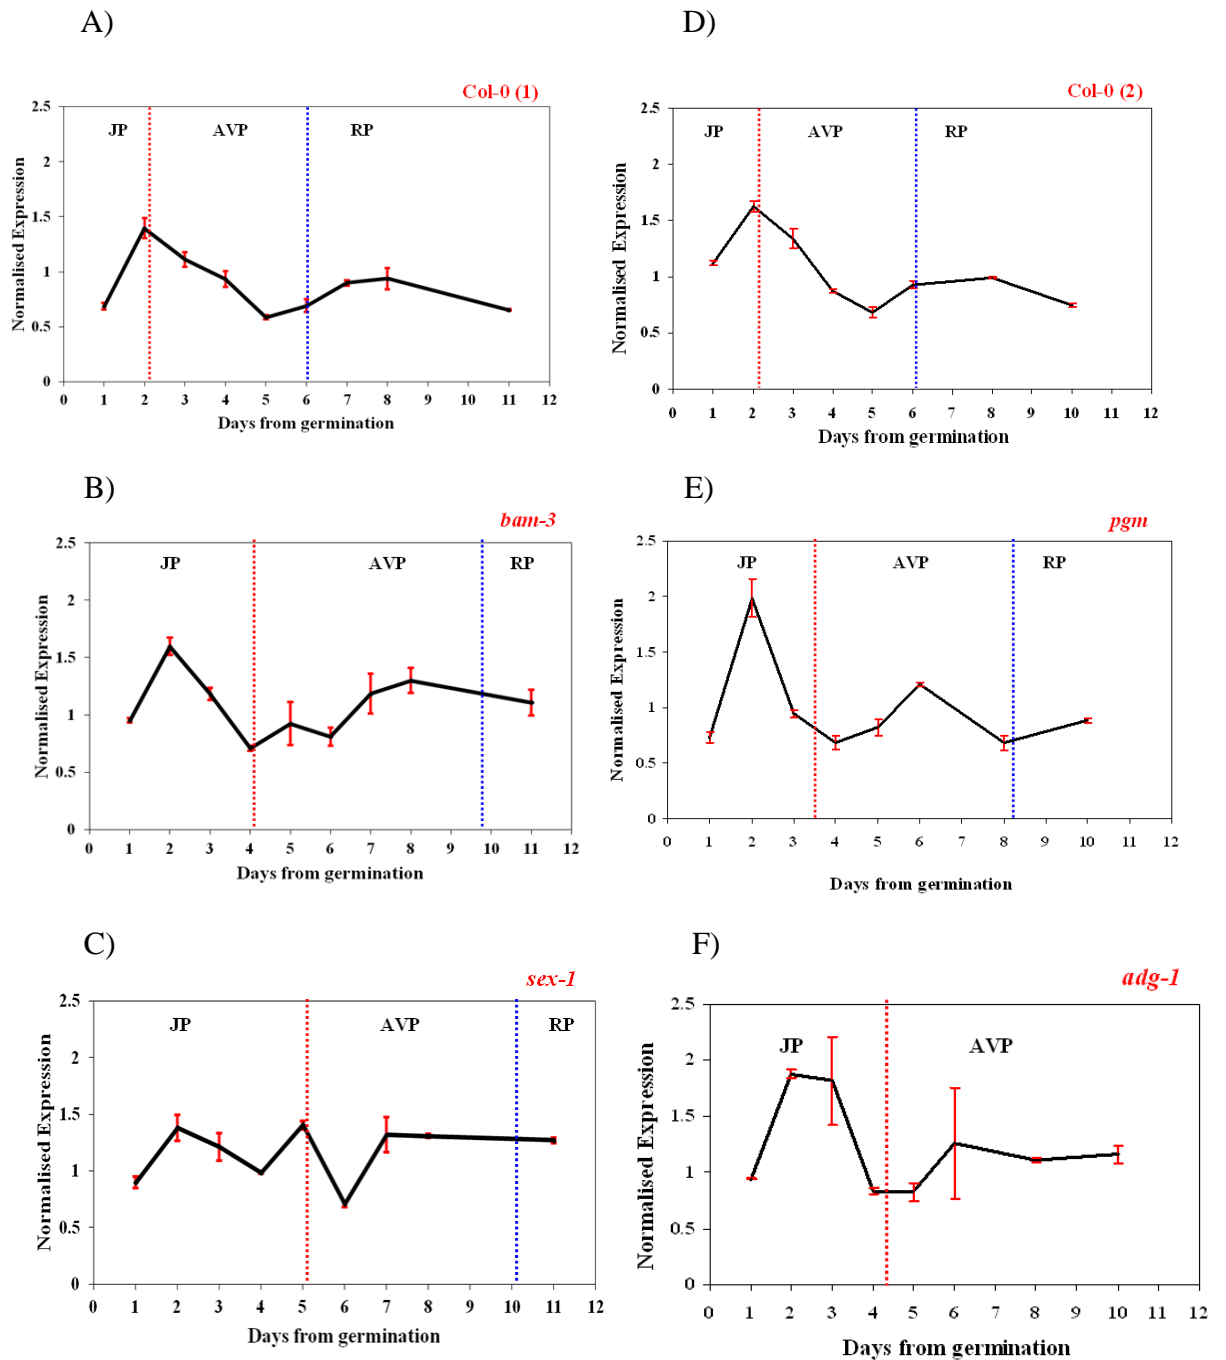 A)
Col-0 (1)
Normalised Expression
2.5
2
1.5
1
0.5
0
JP AVP RP
0 1 2 3 4 5 6 7 8 9 10 11 12
Days from germination
D)
Col-0 (2)
Normalised Expression
2.5
2
1.5
1
0.5
0
JP AVP RP
0 1 2 3 4 5 6 7 8 9 10 11 12
Days from germination
B)
bam-3
Normalised Expression
2.5
2
1.5
1
0.5
0
JP AVP RP
0 1 2 3 4 5 6 7 8 9 10 11 12
Days from germination
E)
pgm
Normalised Expression
2.5
2
1.5
1
0.5
0
JP AVP RP
0 1 2 3 4 5 6 7 8 9 10 11 12
Days from germination
C)
sex-1
Normalised Expression
2.5
2
1.5
1
0.5
0
JP AVP RP
0 1 2 3 4 5 6 7 8 9 10 11 12
Days from germination
F)
adg-1
Normalised Expression
2.5
2
1.5
1
0.5
0
JP AVP
0 1 2 3 4 5 6 7 8 9 10 11 12
Days from germination